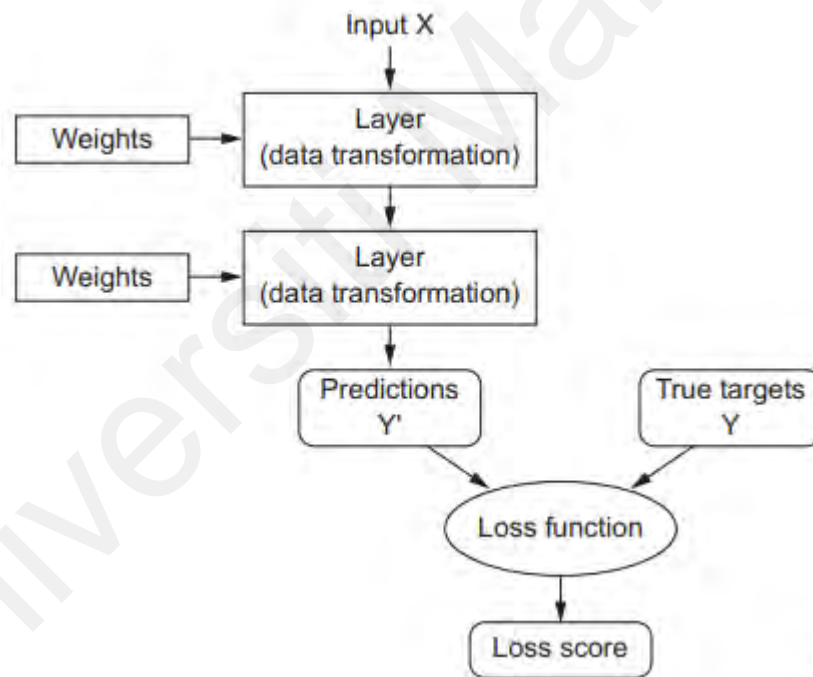 Input X
Weights
Layer
(data transformation)
Weights
Layer
(data transformation)
Predictions
Y'
True targets
Y
Loss function
Loss score